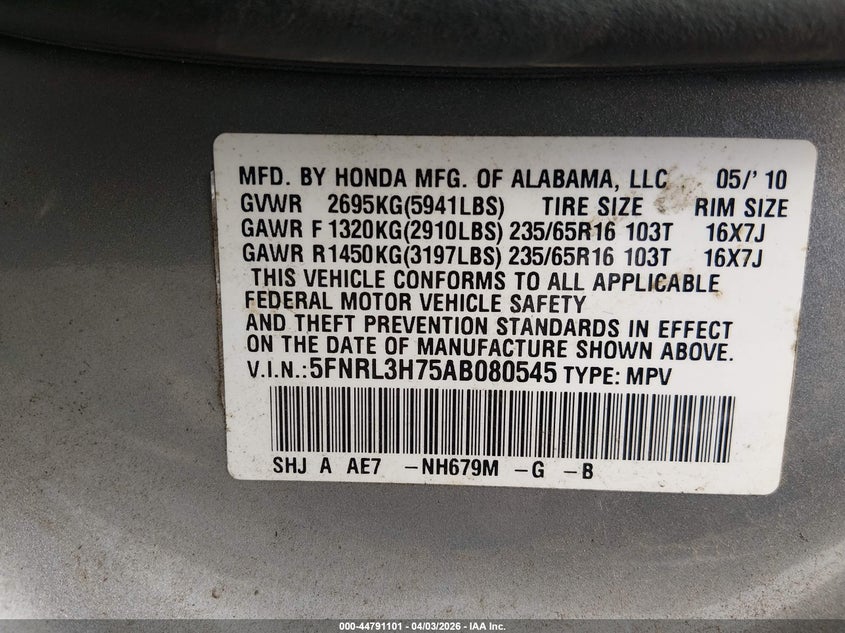 MFD. BY HONDA MFG. OF ALABAMA, LLC 05/' 10
GVWR 2695KG(5941LBS) TIRE SIZE RIM SIZE
GAWR F 1320KG(2910LBS) 235/65R16 103T 16X7J
GAWR R1450KG(3197LBS) 235/65R16 103T 16X7J
THIS VEHICLE CONFORMS TO ALL APPLICABLE
FEDERAL MOTOR VEHICLE SAFETY
AND THEFT PREVENTION STANDARDS IN EFFECT
ON THE DATE OF MANUFACTURE SHOWN ABOVE.
V.I.N.:5FNRL3H75AB080545 TYPE: MPV
SHJ A AE7 -NH679M -G -B
000-44791101 | 04/03/2026 - IAA Inc.